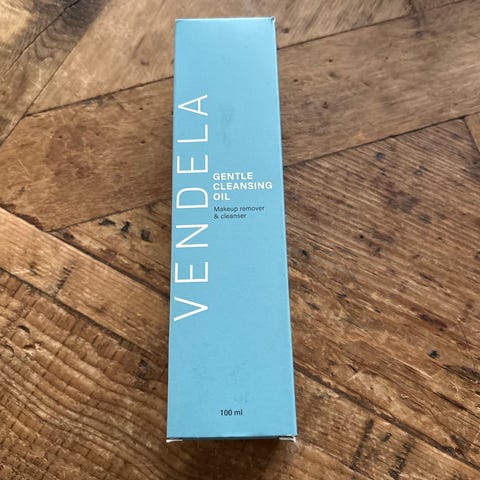 VENDELA
GENTLE
CLEANSING
OIL
Makeup remover
& cleanser
100 ml